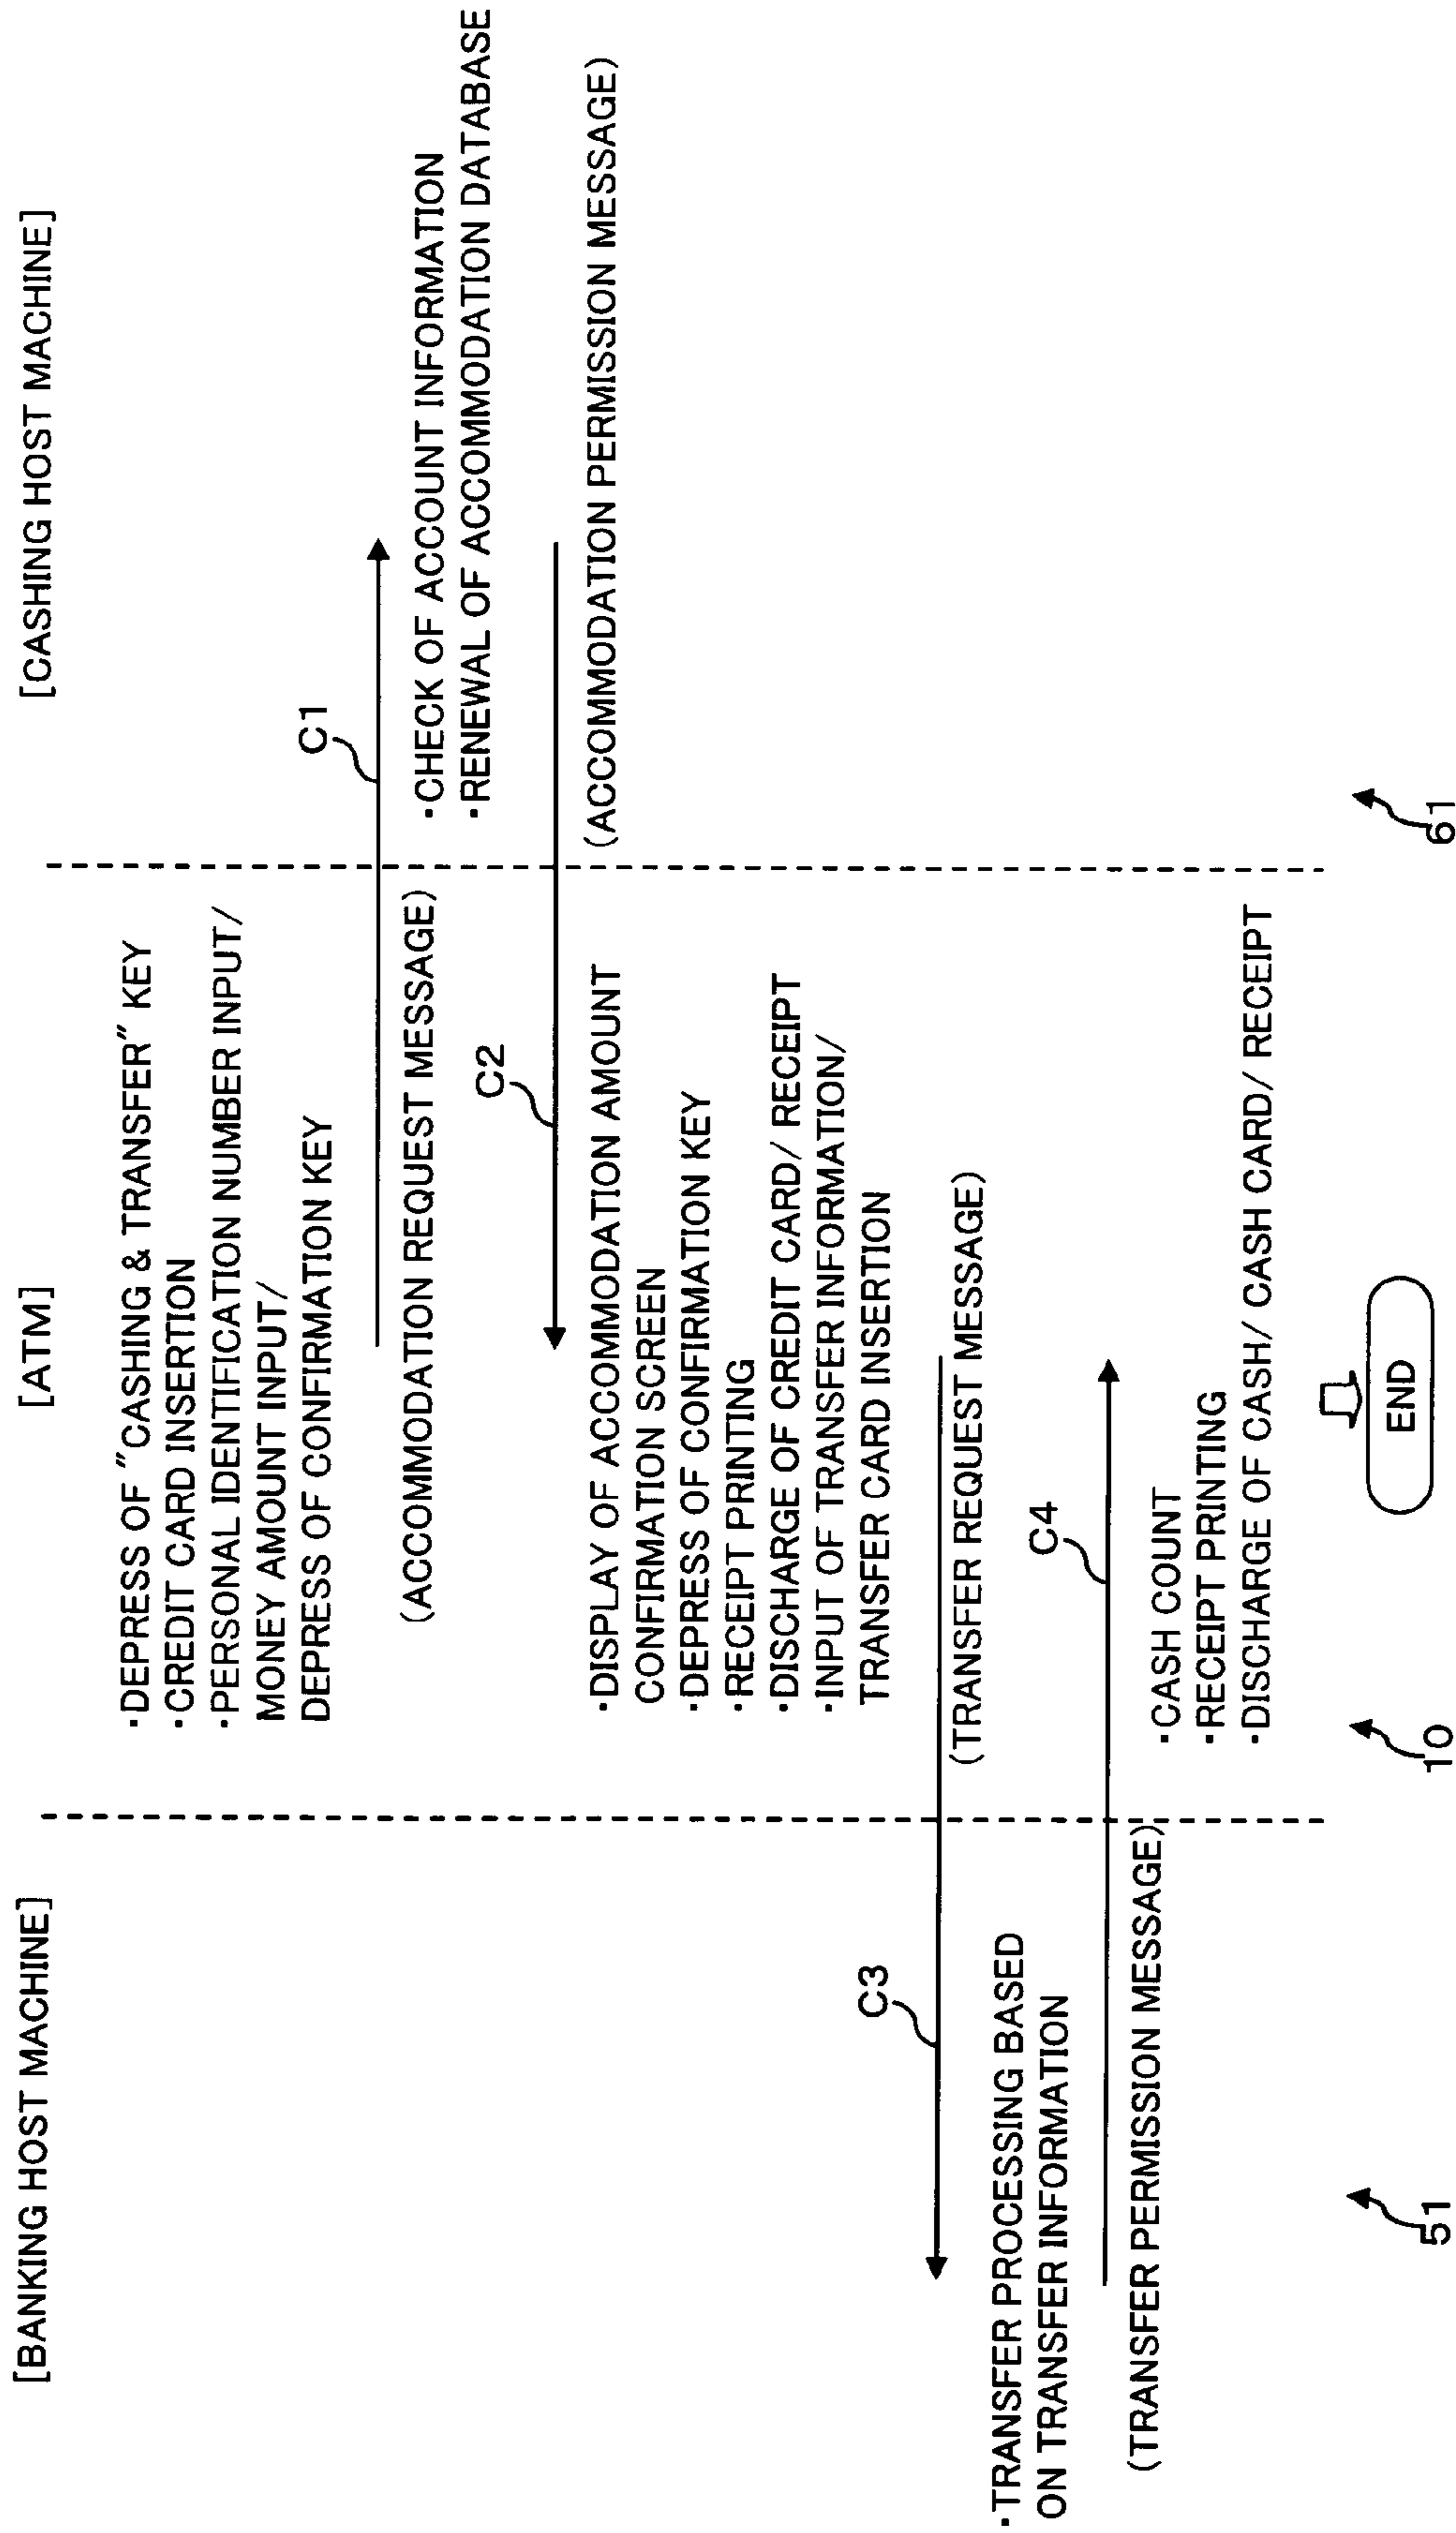 [BANKING HOST MACHINE]
[ATM]
[CASHING HOST MACHINE]
·DEPRESS OF "CASHING & TRANSFER" KEY
·CREDIT CARD INSERTION
·PERSONAL IDENTIFICATION NUMBER INPUT/
MONEY AMOUNT INPUT/
DEPRESS OF CONFIRMATION KEY
C1
(ACCOMMODATION REQUEST MESSAGE)
·CHECK OF ACCOUNT INFORMATION
·RENEWAL OF ACCOMMODATION DATABASE
C2
(ACCOMMODATION PERMISSION MESSAGE)
·DISPLAY OF ACCOMMODATION AMOUNT
CONFIRMATION SCREEN
·DEPRESS OF CONFIRMATION KEY
·RECEIPT PRINTING
·DISCHARGE OF CREDIT CARD/ RECEIPT
·INPUT OF TRANSFER INFORMATION/
TRANSFER CARD INSERTION
C3
(TRANSFER REQUEST MESSAGE)
·TRANSFER PROCESSING BASED
ON TRANSFER INFORMATION
C4
(TRANSFER PERMISSION MESSAGE)
·CASH COUNT
·RECEIPT PRINTING
·DISCHARGE OF CASH/ CASH CARD/ RECEIPT
END
51
10
61